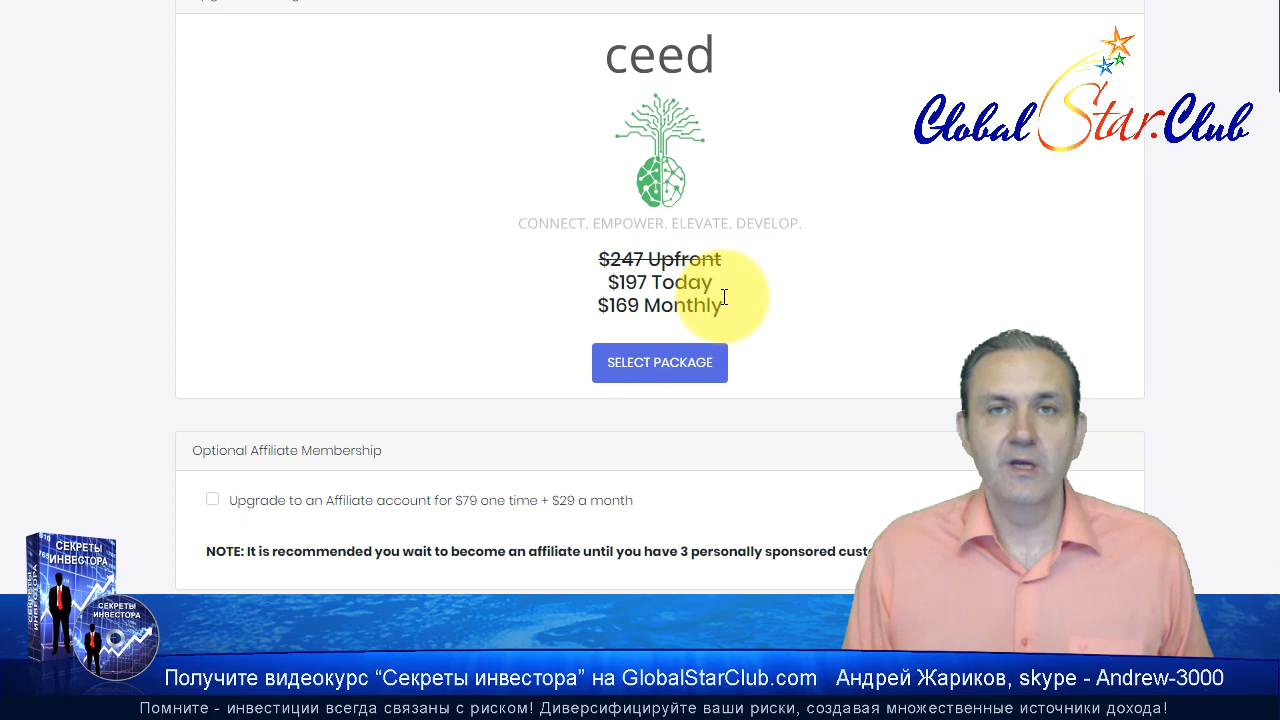 ceed
Global Star.Club
CONNECT. EMPOWER. ELEVATE. DEVELOP.
$247 Upfront
$197 Today
$169 Monthly
SELECT PACKAGE
Optional Affiliate Membership
Upgrade to an Affiliate account for $79 one time + $29 a month
NOTE: It is recommended you wait to become an affiliate until you have 3 personally sponsored
СЕКРЕТЫ
ИНВЕСТОРА
СЕКРЕТЫ
ИНВЕСТОРА
Получите видеокурс “Секреты инвестора” на GlobalStarClub.com Андрей Жариков, skype - Andrew-3000
Помните - инвестиции всегда связаны с риском! Диверсифицируйте ваши риски, создавая множественные источники дохода!